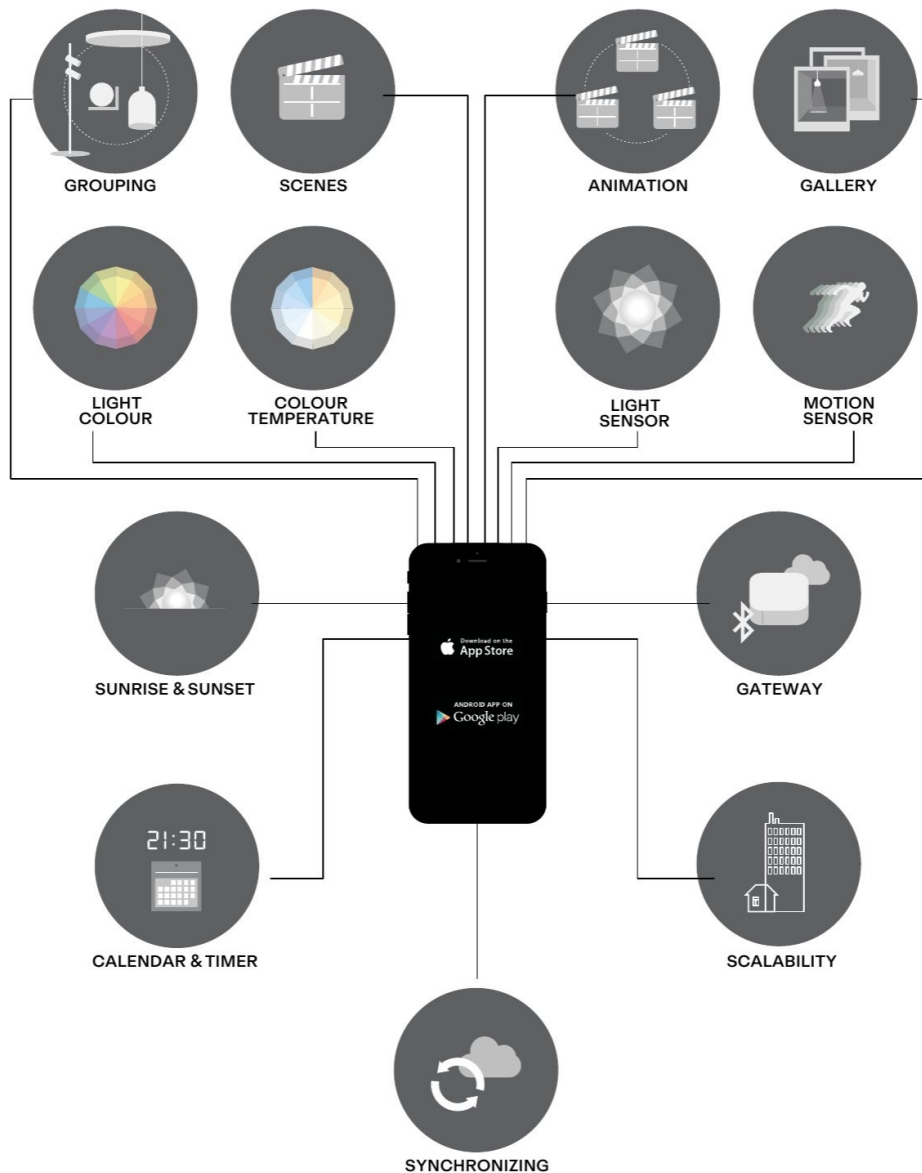 GROUPING
SCENES
ANIMATION
GALLERY
LIGHT
COLOUR
COLOUR
TEMPERATURE
LIGHT
SENSOR
MOTION
SENSOR
Download on the
App Store
ANDROID APP ON
Google play
SUNRISE & SUNSET
GATEWAY
21:30
CALENDAR & TIMER
SCALABILITY
SYNCHRONIZING